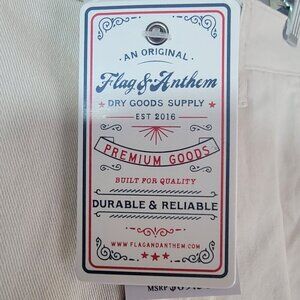 · AN ORIGINAL ·
Flag & Anthem
★ DRY GOODS SUPPLY ★
EST 2016
PREMIUM GOODS
BUILT FOR QUALITY
★ ★ ★
DURABLE & RELIABLE
WWW.FLAGANDANTHEM.COM
★ ★ ★
MSRP